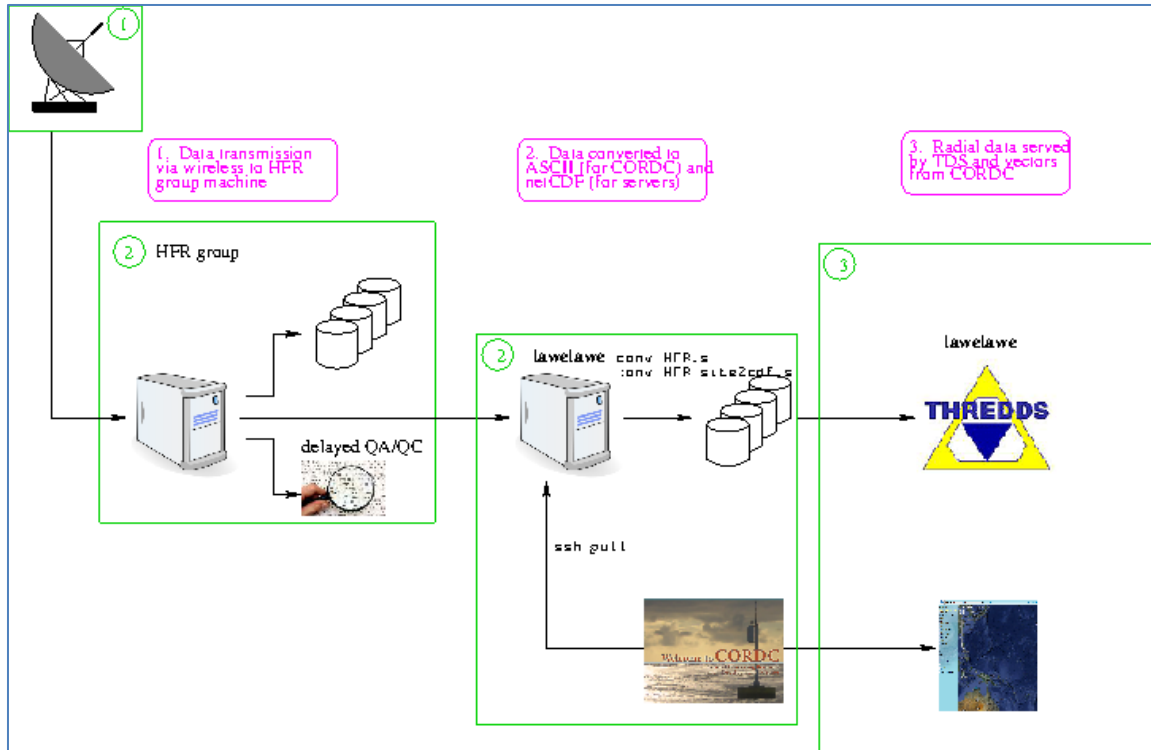 1
1. Data transmission
via wireless to HFR
group machine
2. Data converted to
ASCII (for CORDC) and
netCDF (for servers)
3. Radial data served
by TDS and vectors
from CORDC
2 HFR group
delayed QA/QC
2 lawelawe conv_HFR.s
conv_HFR_site2cdf.s
ssh pull
Welcome to CORDC
3
lawelawe
THREDDS